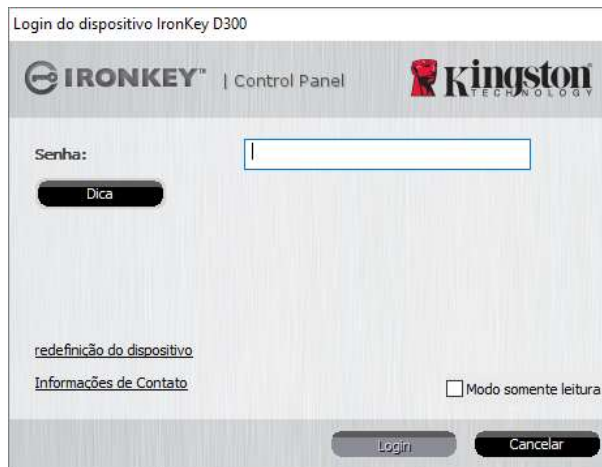 Login do dispositivo IronKey D300
IRONKEY™ | Control Panel
Kingston
TECHNOLOGY
Senha:
Dica
redefinição do dispositivo
Informações de Contato
Modo somente leitura
Login
Cancelar